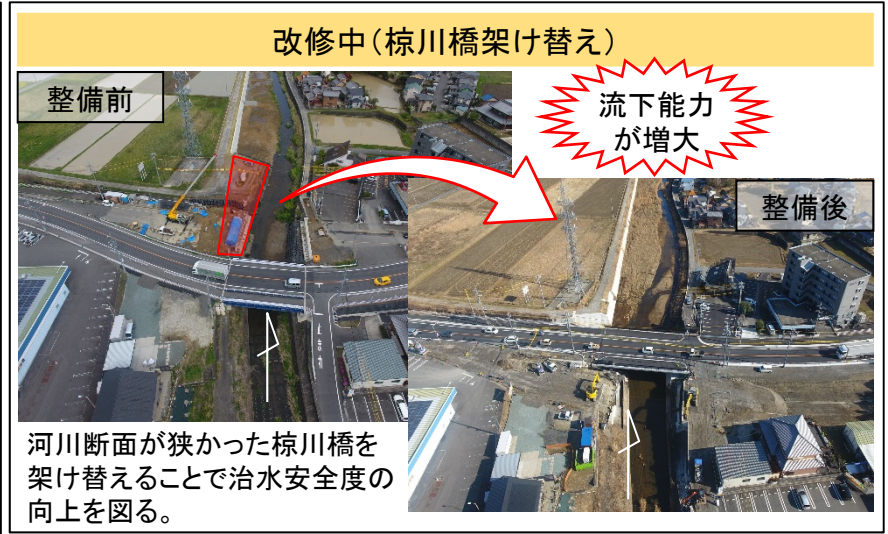 改修中（椋川橋架け替え）
整備前
流下能力
が増大
整備後
河川断面が狭かった椋川橋を
架け替えることで治水安全度の
向上を図る。